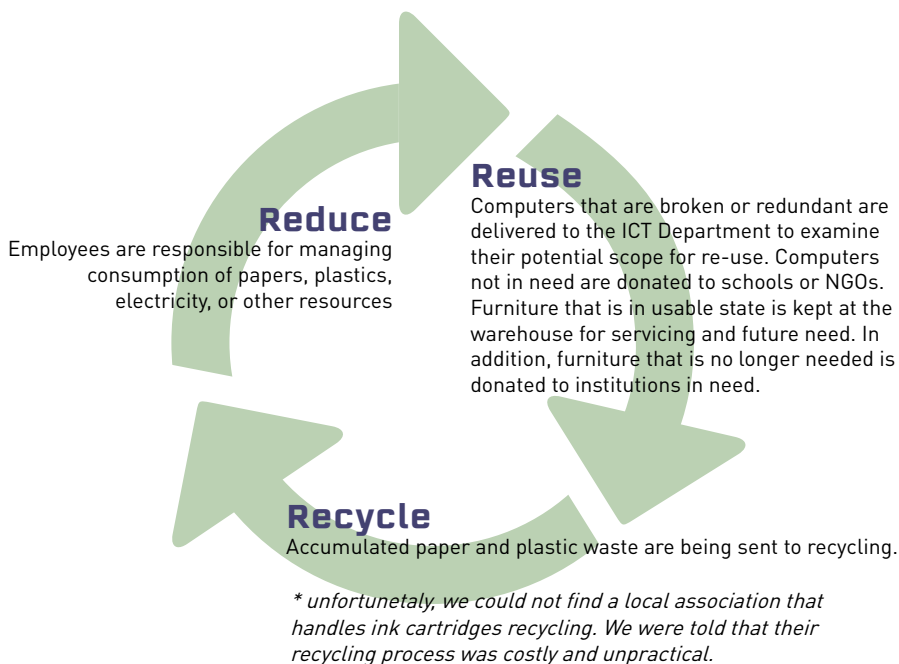 Reduce
Employees are responsible for managing
consumption of papers, plastics,
electricity, or other resources
Reuse
Computers that are broken or redundant are
delivered to the ICT Department to examine
their potential scope for re-use. Computers
not in need are donated to schools or NGOs.
Furniture that is in usable state is kept at the
warehouse for servicing and future need. In
addition, furniture that is no longer needed is
donated to institutions in need.
Recycle
Accumulated paper and plastic waste are being sent to recycling.
* unfortunetaly, we could not find a local association that
handles ink cartridges recycling. We were told that their
recycling process was costly and unpractical.